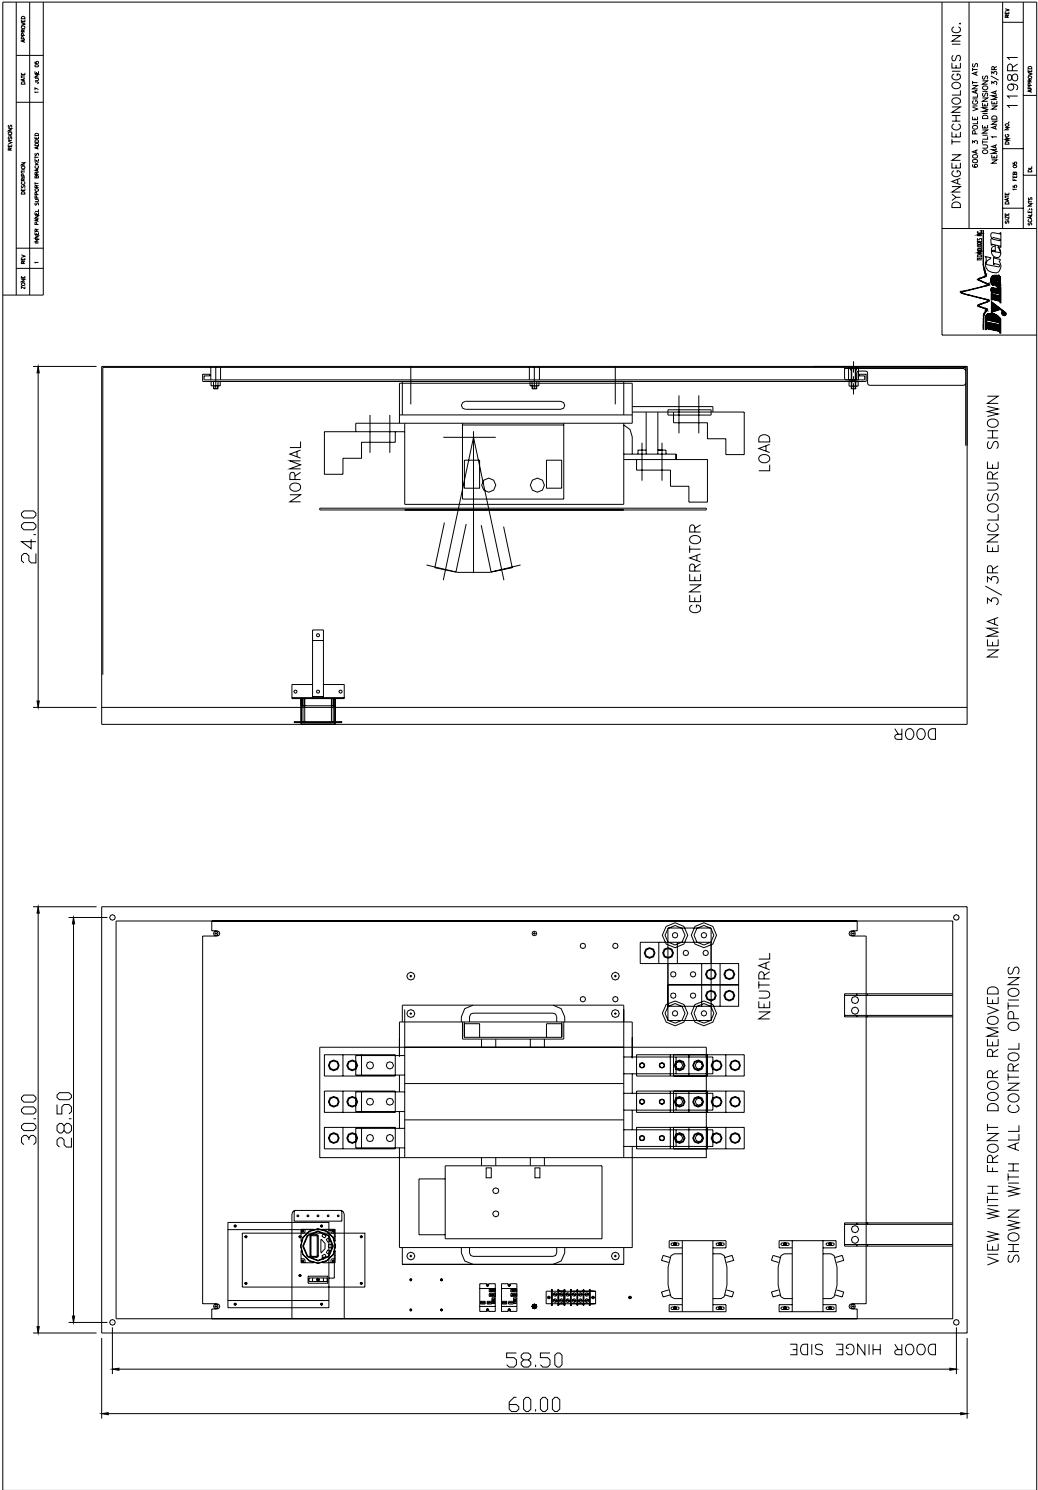 REVISIONS
ZONE REV DESCRIPTION DATE APPROVED
1 INNER PANEL SUPPORT BRACKETS ADDED 17 JUNE 05
24.00
NORMAL
LOAD
GENERATOR
DOOR
NEMA 3/3R ENCLOSURE SHOWN
30.00
28.50
NEUTRAL
DOOR HINGE SIDE
58.50
60.00
VIEW WITH FRONT DOOR REMOVED
SHOWN WITH ALL CONTROL OPTIONS
DynaGen
TECHNOLOGIES INC.
DYNAGEN TECHNOLOGIES INC.
600A 3 POLE VIGILANT ATS
OUTLINE DIMENSIONS
NEMA 1 AND NEMA 3/3R
SIZE DATE 15 FEB 05 DWG NO. 1198R1 REV
SCALE: NTS DL APPROVED